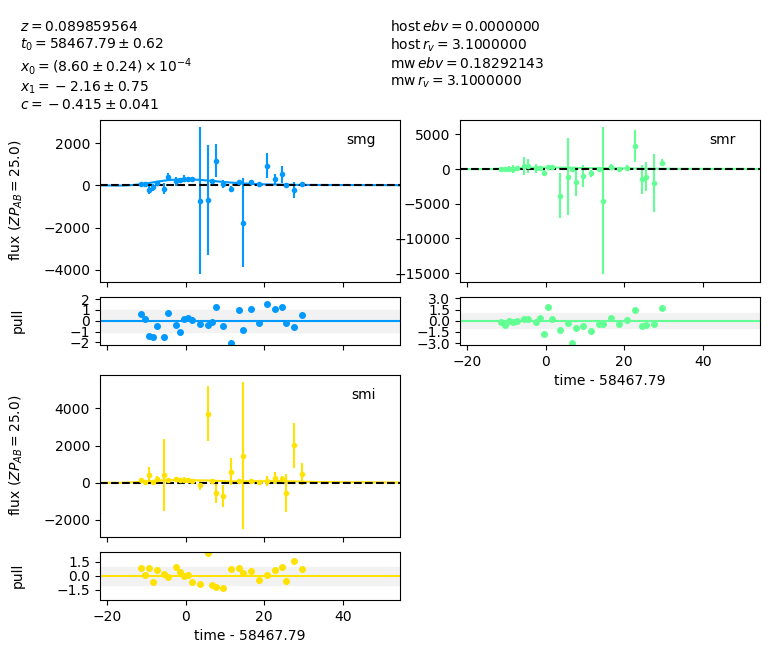 z = 0.089859564
t₀ = 58467.79 ± 0.62
x₀ = (8.60 ± 0.24) × 10⁻⁴
x₁ = −2.16 ± 0.75
c = −0.415 ± 0.041
host ebv = 0.0000000
host r_v = 3.1000000
mw ebv = 0.18292143
mw r_v = 3.1000000
smg
flux (ZP_AB = 25.0)
2000
0
−2000
−4000
smr
5000
0
−5000
−10000
−15000
pull
2
1
0
−1
−2
3.0
1.5
0.0
−1.5
−3.0
−20
0
20
40
time - 58467.79
smi
flux (ZP_AB = 25.0)
4000
2000
0
−2000
pull
1.5
0.0
−1.5
−20
0
20
40
time - 58467.79